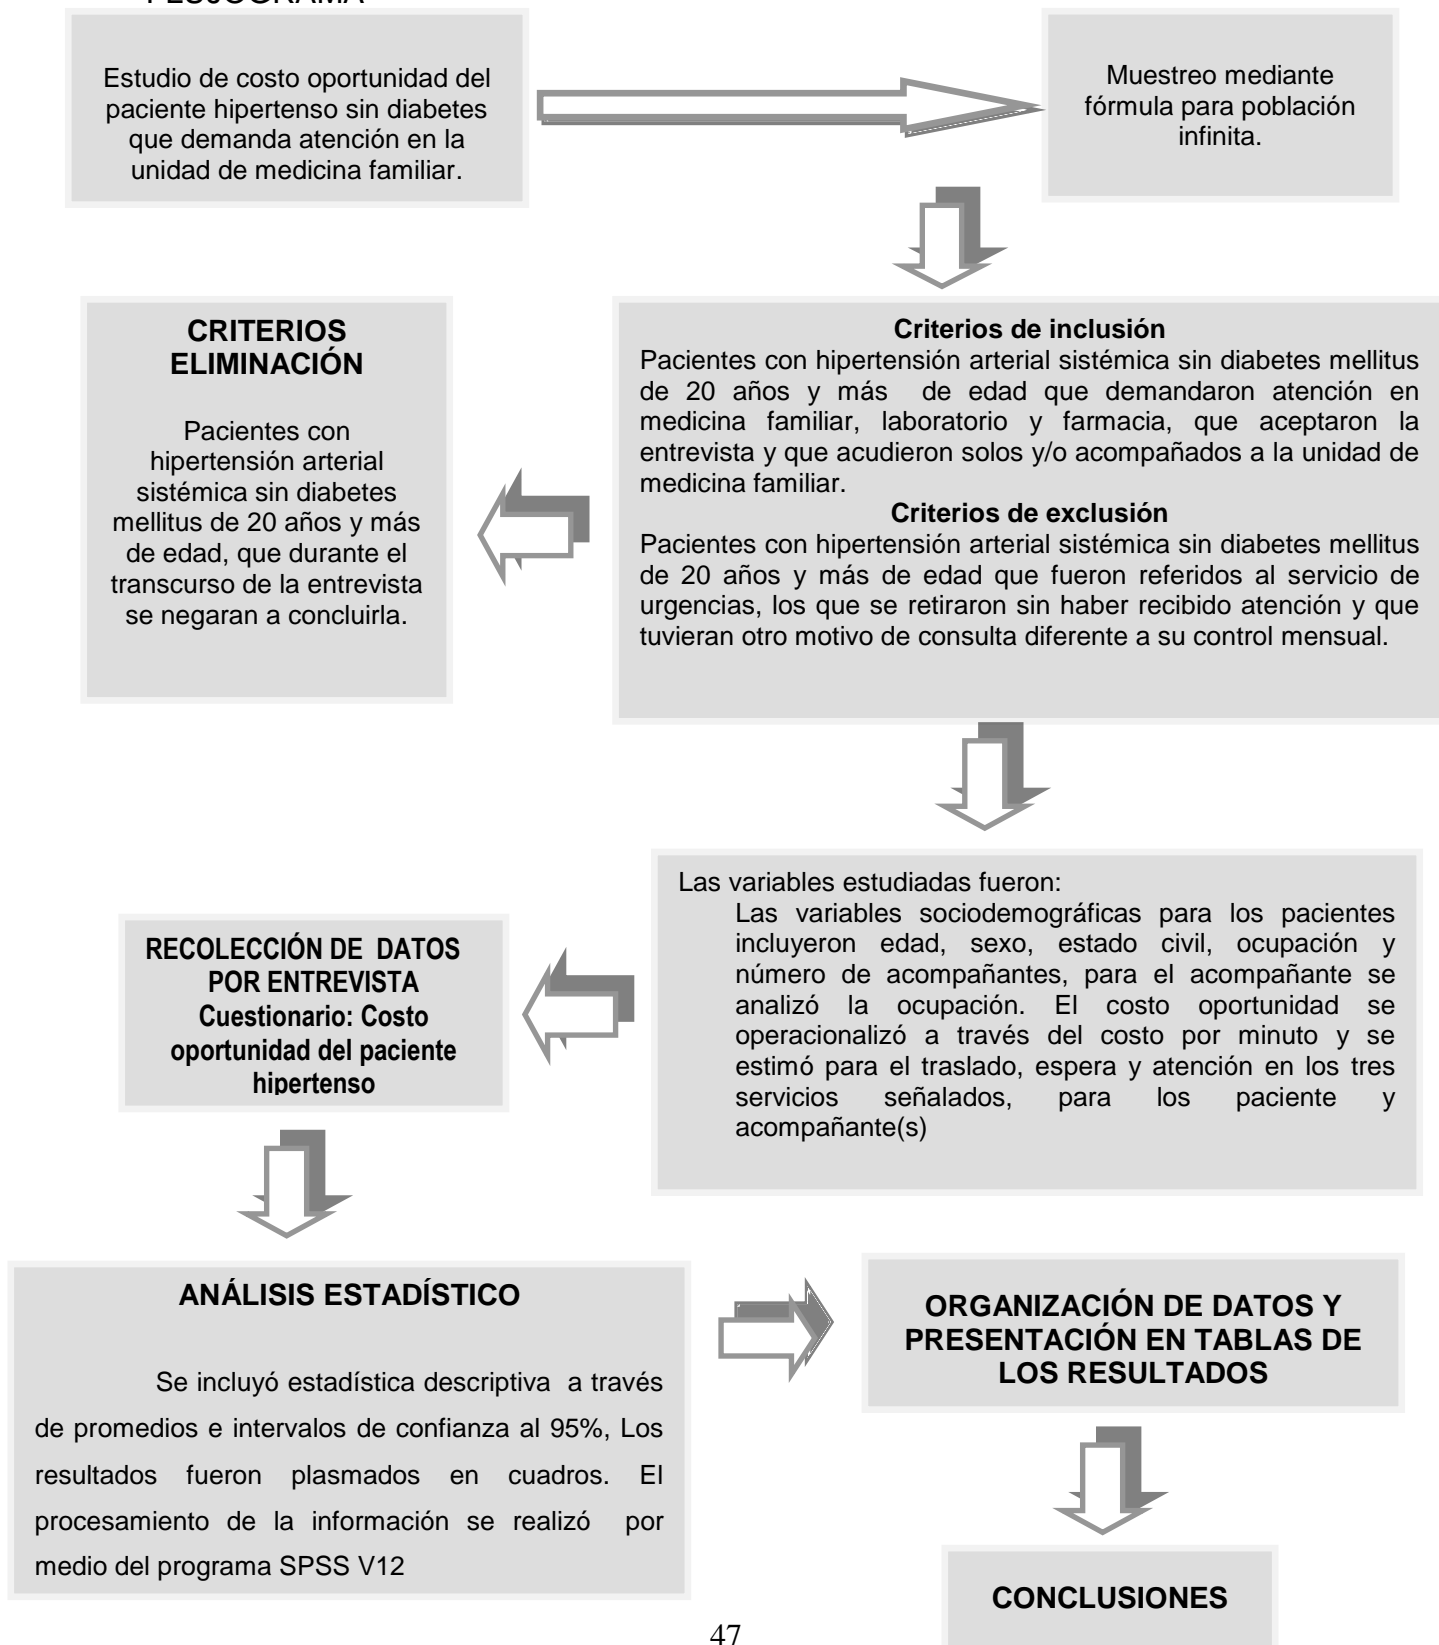 FLUJOGRAMA
Estudio de costo oportunidad del
paciente hipertenso sin diabetes
que demanda atención en la
unidad de medicina familiar.
Muestreo mediante
fórmula para población
infinita.
CRITERIOS
ELIMINACIÓN
Pacientes con
hipertensión arterial
sistémica sin diabetes
mellitus de 20 años y más
de edad, que durante el
transcurso de la entrevista
se negaran a concluirla.
Criterios de inclusión
Pacientes con hipertensión arterial sistémica sin diabetes mellitus
de 20 años y más de edad que demandaron atención en
medicina familiar, laboratorio y farmacia, que aceptaron la
entrevista y que acudieron solos y/o acompañados a la unidad de
medicina familiar.
Criterios de exclusión
Pacientes con hipertensión arterial sistémica sin diabetes mellitus
de 20 años y más de edad que fueron referidos al servicio de
urgencias, los que se retiraron sin haber recibido atención y que
tuvieran otro motivo de consulta diferente a su control mensual.
Las variables estudiadas fueron:
Las variables sociodemográficas para los pacientes
incluyeron edad, sexo, estado civil, ocupación y
número de acompañantes, para el acompañante se
analizó la ocupación. El costo oportunidad se
operacionalizó a través del costo por minuto y se
estimó para el traslado, espera y atención en los tres
servicios señalados, para los paciente y
acompañante(s)
RECOLECCIÓN DE DATOS
POR ENTREVISTA
Cuestionario: Costo
oportunidad del paciente
hipertenso
ANÁLISIS ESTADÍSTICO
Se incluyó estadística descriptiva a través
de promedios e intervalos de confianza al 95%, Los
resultados fueron plasmados en cuadros. El
procesamiento de la información se realizó por
medio del programa SPSS V12
ORGANIZACIÓN DE DATOS Y
PRESENTACIÓN EN TABLAS DE
LOS RESULTADOS
CONCLUSIONES
47